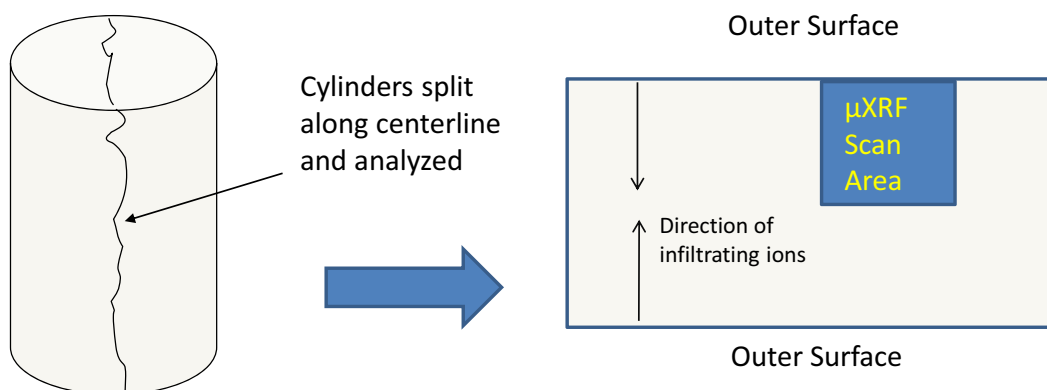 Outer Surface
Cylinders split
along centerline
and analyzed
µXRF
Scan
Area
Direction of
infiltrating ions
Outer Surface